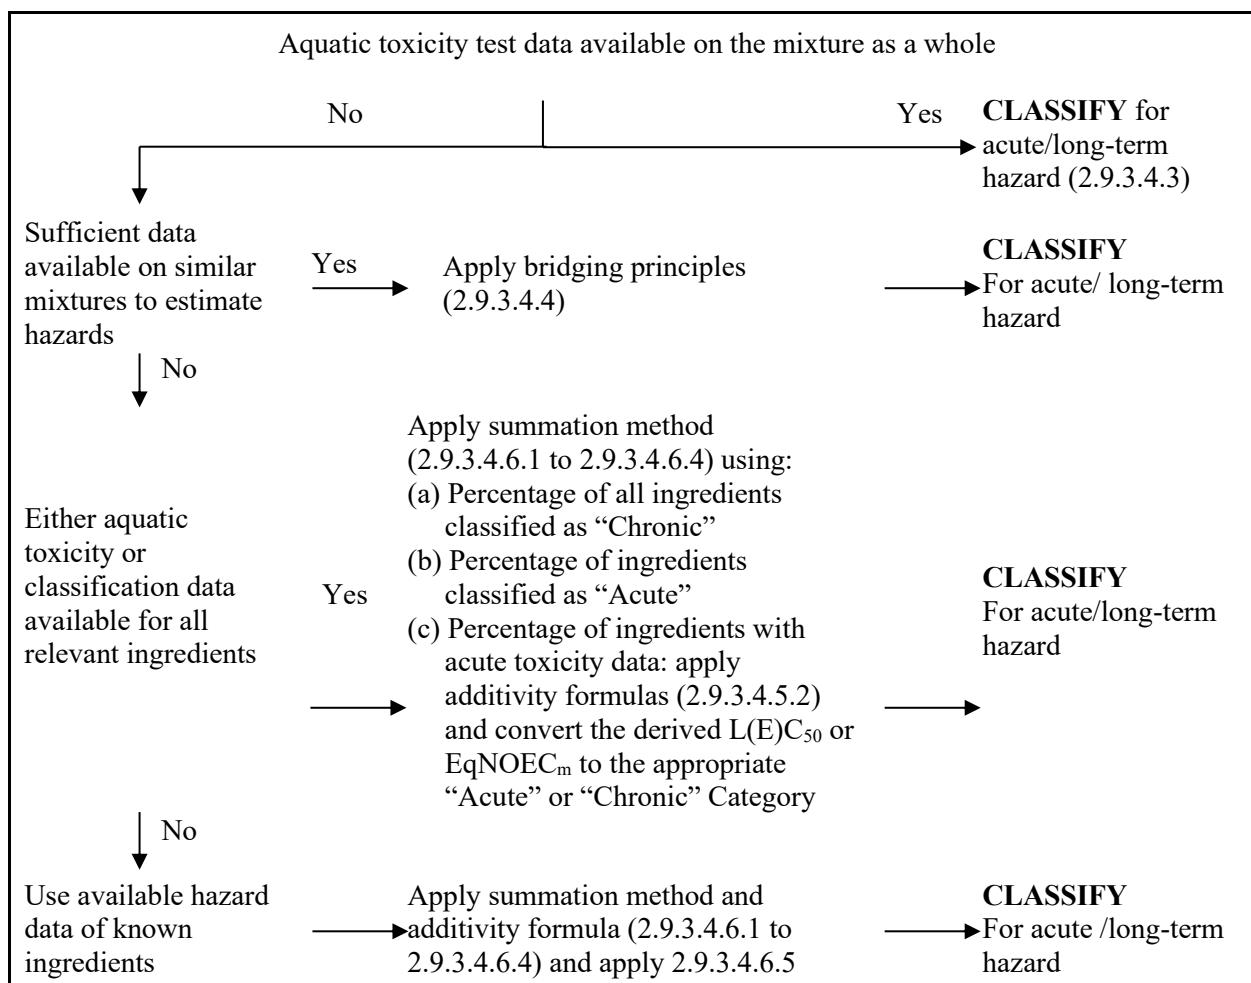 Aquatic toxicity test data available on the mixture as a whole
No
Yes
CLASSIFY for
acute/long-term
hazard (2.9.3.4.3)
Sufficient data
available on similar
mixtures to estimate
hazards
Yes
Apply bridging principles
(2.9.3.4.4)
CLASSIFY
For acute/ long-term
hazard
No
Either aquatic
toxicity or
classification data
available for all
relevant ingredients
Yes
Apply summation method
(2.9.3.4.6.1 to 2.9.3.4.6.4) using:
(a) Percentage of all ingredients
classified as “Chronic”
(b) Percentage of ingredients
classified as “Acute”
(c) Percentage of ingredients with
acute toxicity data: apply
additivity formulas (2.9.3.4.5.2)
and convert the derived L(E)C₅₀ or
EqNOECₘ to the appropriate
“Acute” or “Chronic” Category
CLASSIFY
For acute/long-term
hazard
No
Use available hazard
data of known
ingredients
Apply summation method and
additivity formula (2.9.3.4.6.1 to
2.9.3.4.6.4) and apply 2.9.3.4.6.5
CLASSIFY
For acute /long-term
hazard